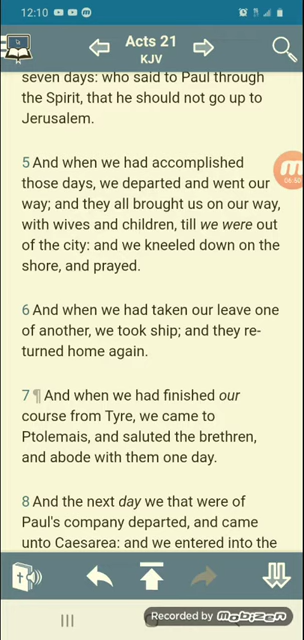 12:10
Acts 21
KJV
seven days: who said to Paul through
the Spirit, that he should not go up to
Jerusalem.
5 And when we had accomplished
those days, we departed and went our
way; and they all brought us on our way,
with wives and children, till we were out
of the city: and we kneeled down on the
shore, and prayed.
6 And when we had taken our leave one
of another, we took ship; and they re-
turned home again.
7 ¶ And when we had finished our
course from Tyre, we came to
Ptolemais, and saluted the brethren,
and abode with them one day.
8 And the next day we that were of
Paul's company departed, and came
unto Caesarea: and we entered into the
Recorded by Mobizen